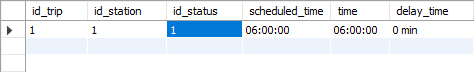 id_trip id_station id_status scheduled_time time delay_time
1 1 1 06:00:00 06:00:00 0 min